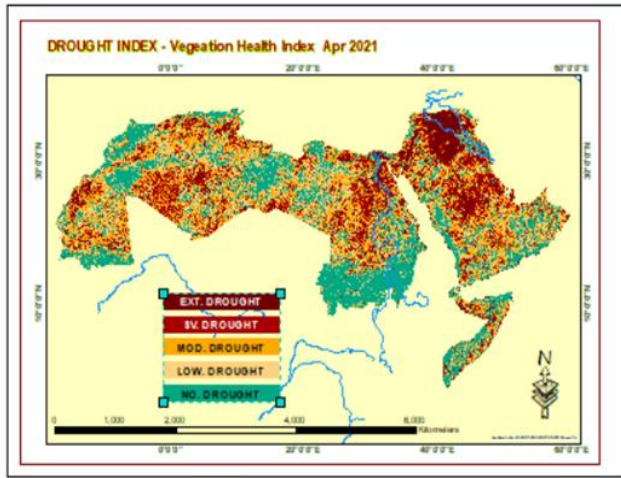 DROUGHT INDEX - Vegeation Health Index Apr 2021
0°0'0" 20°0'0"E 40°0'0"E 60°0'0"E
30°0'0"N 30°0'0"N
10°0'0"N 10°0'0"N
EXT. DROUGHT
SV. DROUGHT
MOD. DROUGHT
LOW. DROUGHT
NO. DROUGHT
N
0 1,000 2,000 4,000 6,000
Kilometers
0°0'0" 20°0'0"E 40°0'0"E 60°0'0"E